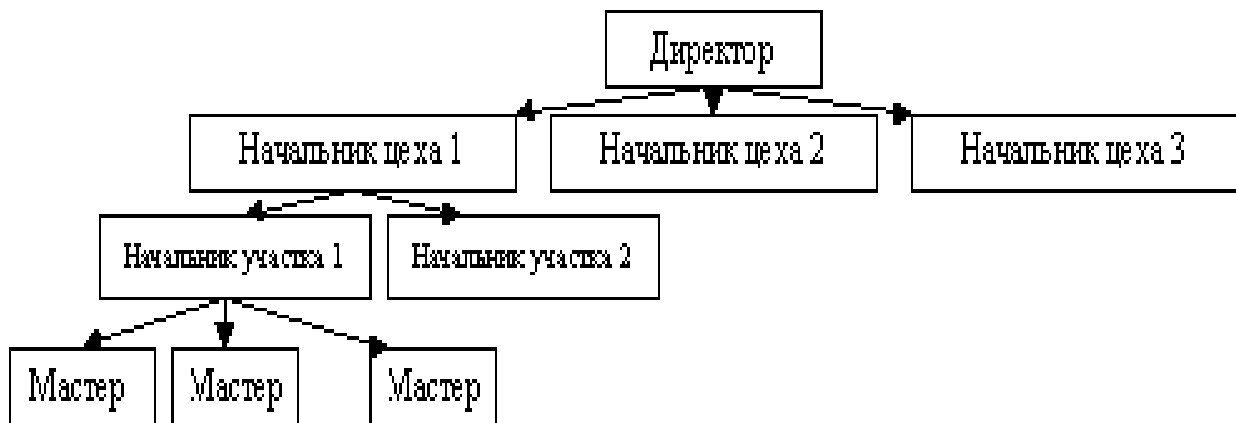 Директор
Начальник цеха 1
Начальник цеха 2
Начальник цеха 3
Начальник участка 1
Начальник участка 2
Мастер
Мастер
Мастер